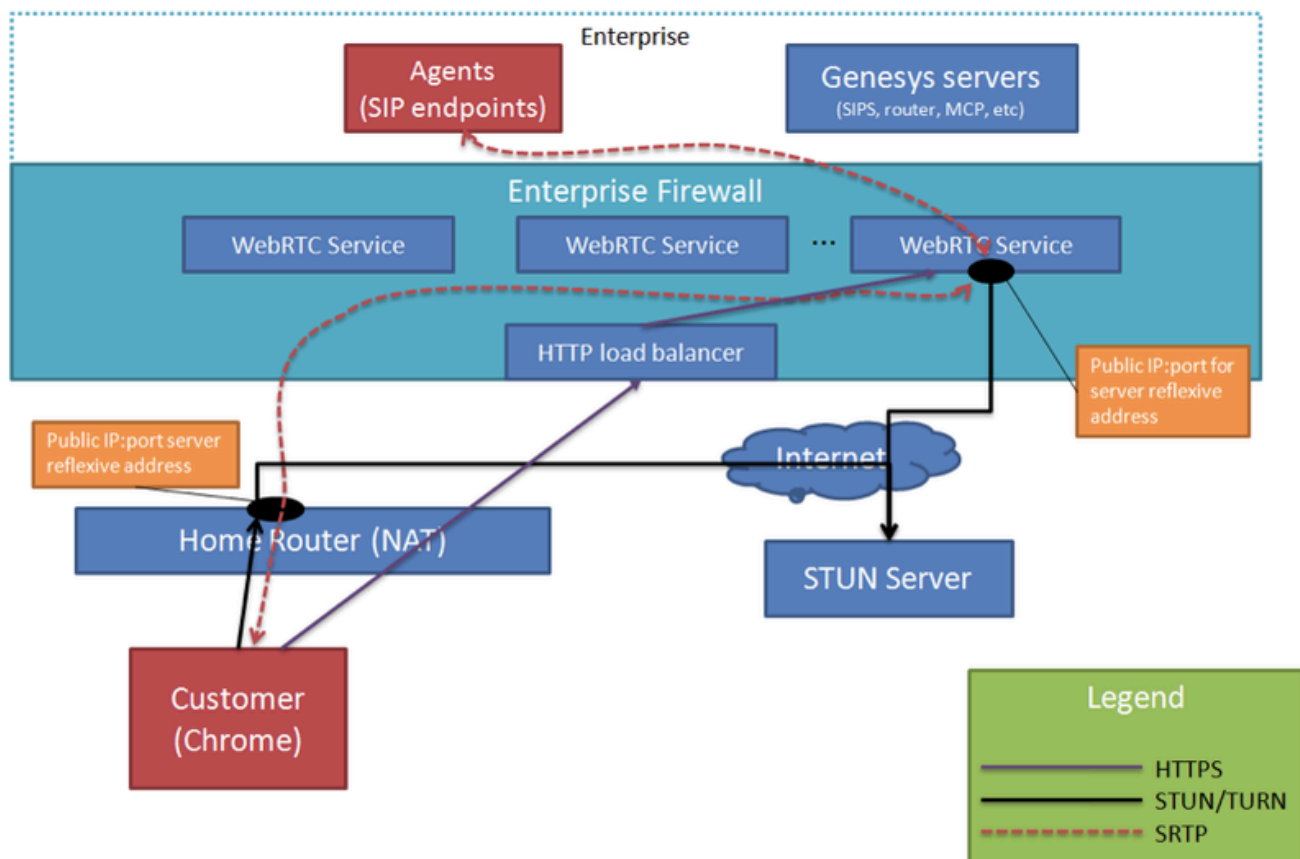 Enterprise
Agents
(SIP endpoints)
Genesys servers
(SIPS, router, MCP, etc)
Enterprise Firewall
WebRTC Service
WebRTC Service
...
WebRTC Service
HTTP load balancer
Public IP:port for
server reflexive
address
Public IP:port server
reflexive address
Internet
Home Router (NAT)
STUN Server
Customer
(Chrome)
Legend
HTTPS
STUN/TURN
SRTP